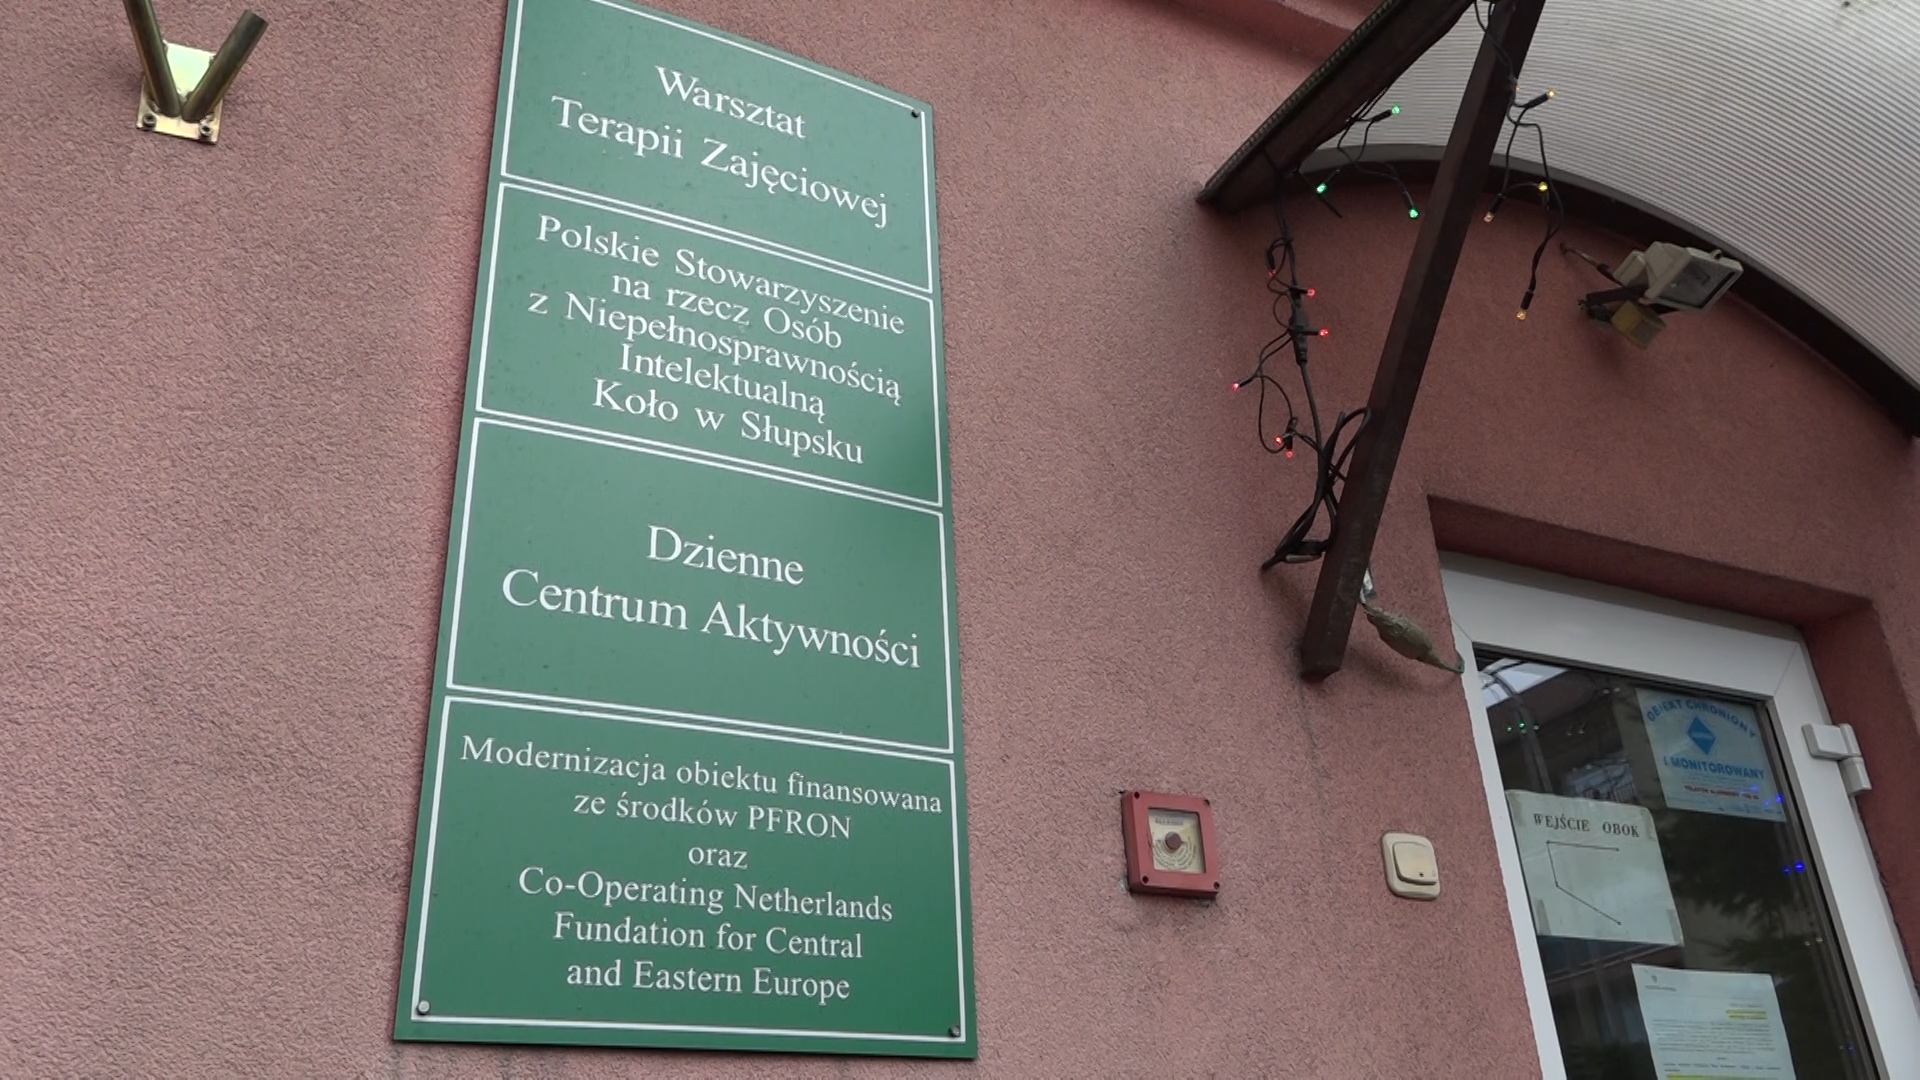 Warsztat
Terapii Zajęciowej
Polskie Stowarzyszenie
na rzecz Osób
z Niepełnosprawnością
Intelektualną
Koło w Słupsku
Dzienne
Centrum Aktywności
Modernizacja obiektu finansowana
ze środków PFRON
oraz
Co-Operating Netherlands
Fundation for Central
and Eastern Europe
OBIEKT CHRONIONY
I MONITOROWANY
WEJŚCIE OBOK